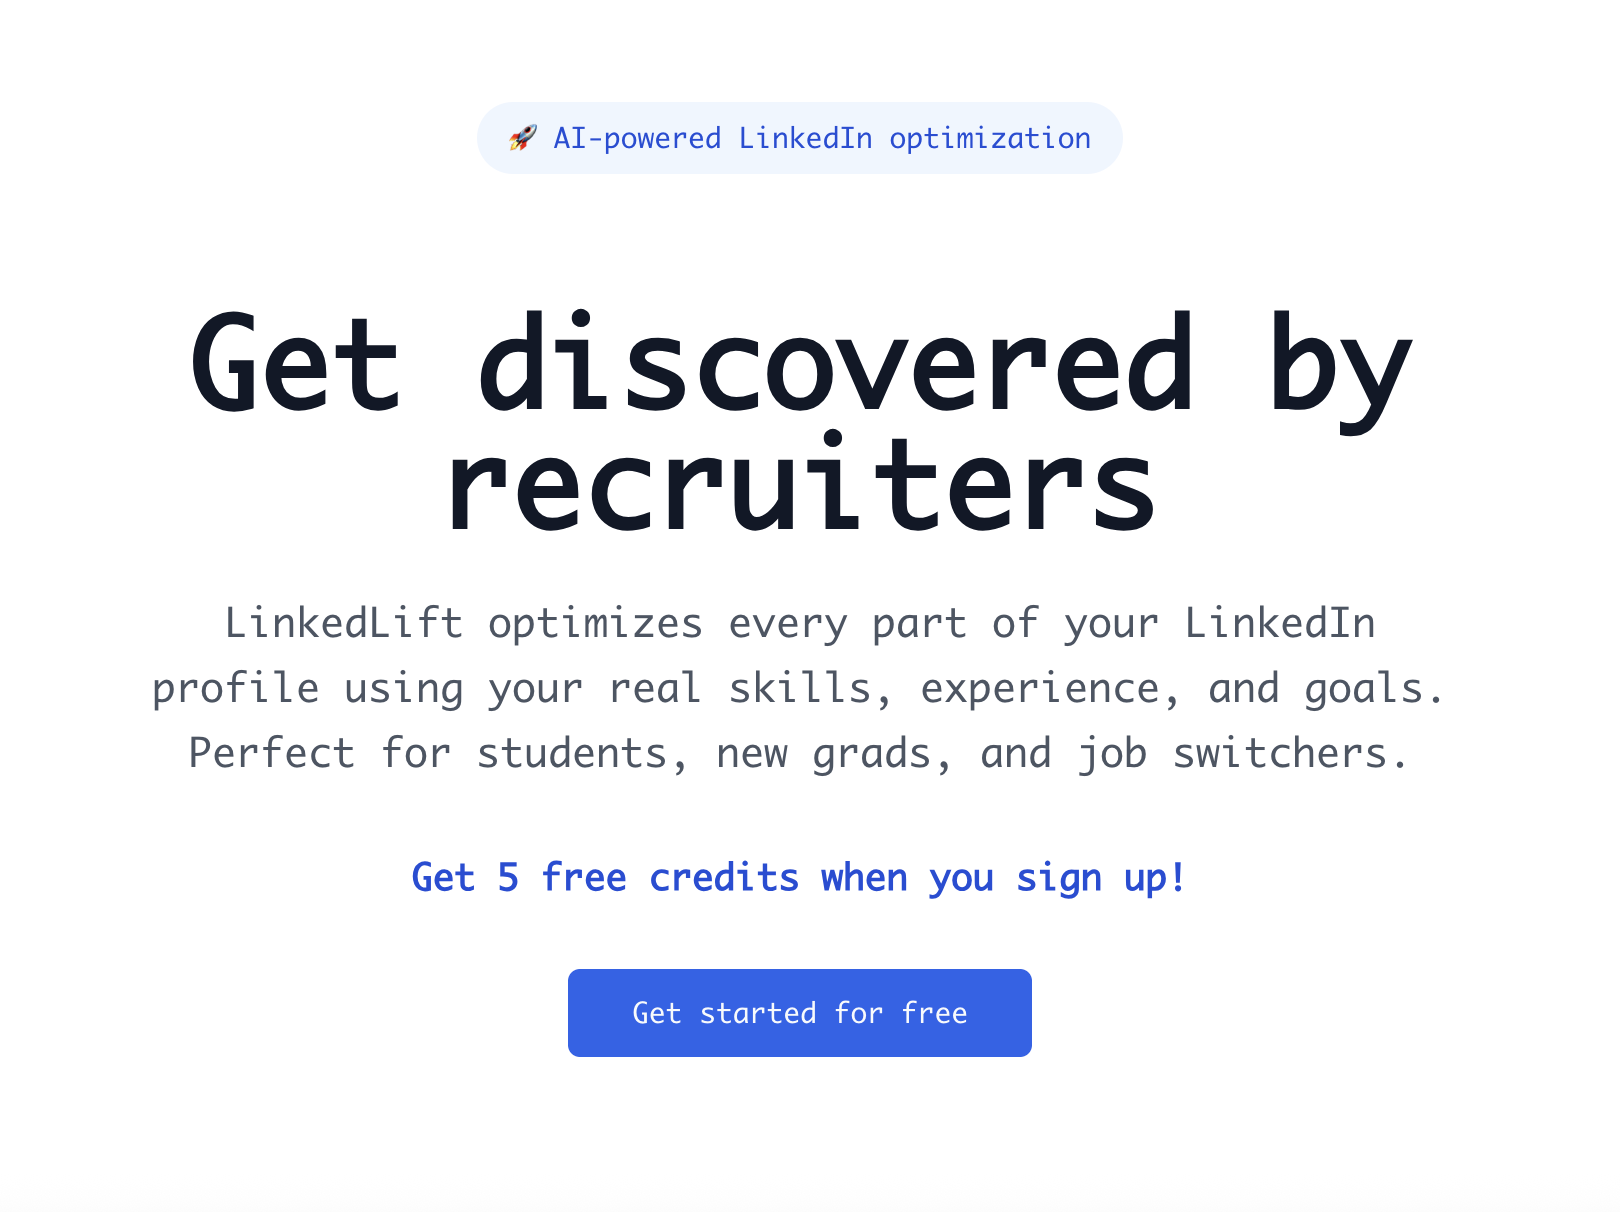 🚀 AI-powered LinkedIn optimization
Get discovered by
recruiters
LinkedLift optimizes every part of your LinkedIn
profile using your real skills, experience, and goals.
Perfect for students, new grads, and job switchers.
Get 5 free credits when you sign up!
Get started for free